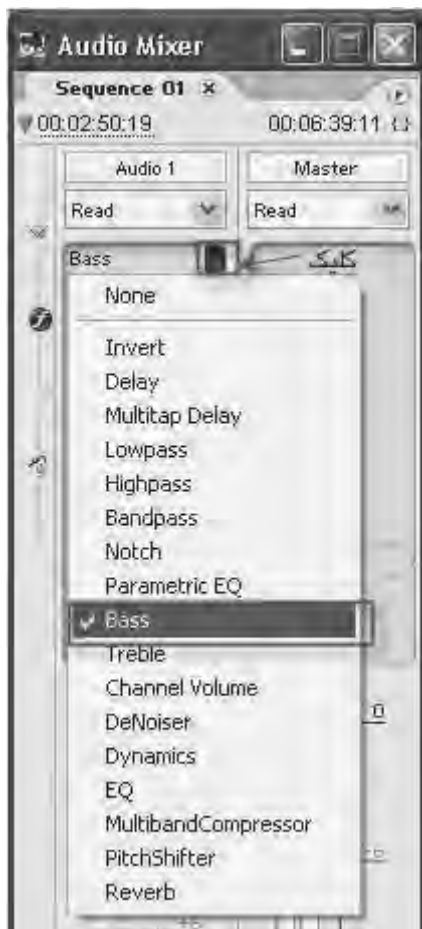 Audio Mixer
Sequence 01 x
00:02:50:19 00:06:39:11
Audio 1 Master
Read Read
Bass کلیک
None
Invert
Delay
Multitap Delay
Lowpass
Highpass
Bandpass
Notch
Parametric EQ
Bass
Treble
Channel Volume
0
DeNoiser
Dynamics
EQ
MultibandCompressor
PitchShifter
Reverb